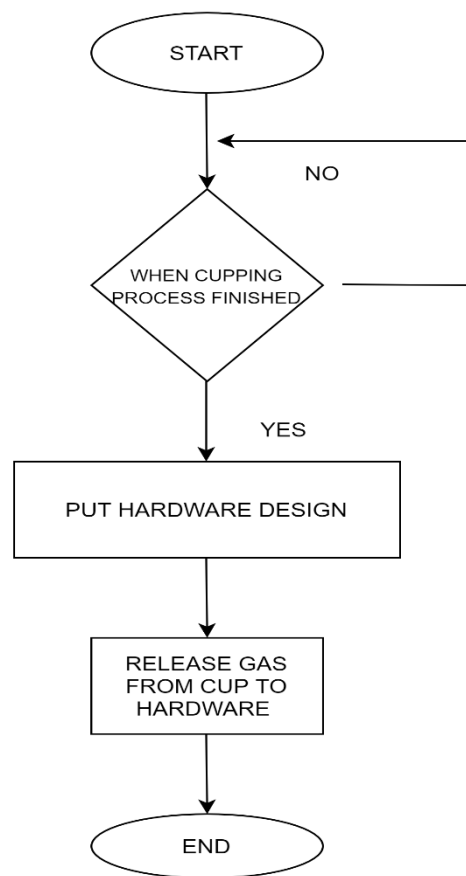 START
NO
WHEN CUPPING
PROCESS FINISHED
YES
PUT HARDWARE DESIGN
RELEASE GAS
FROM CUP TO
HARDWARE
END